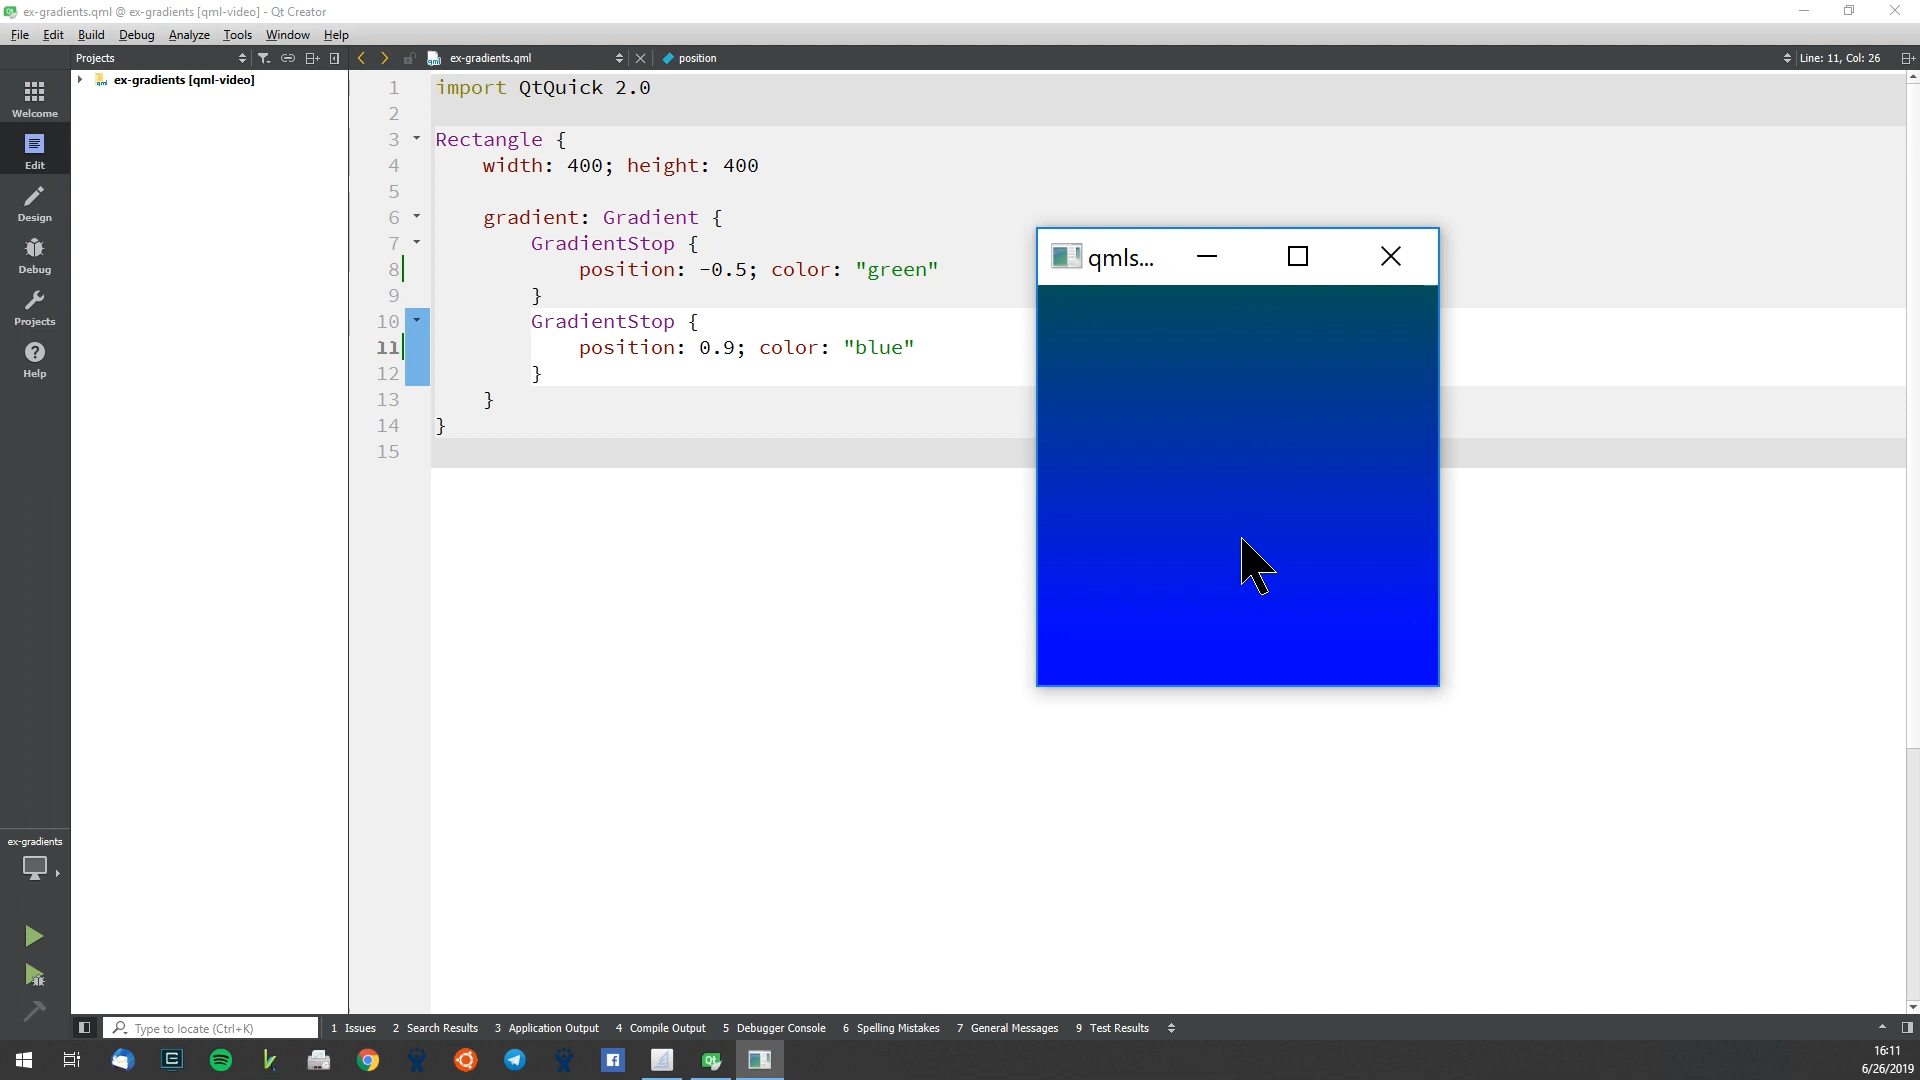 ex-gradients.qml @ ex-gradients [qml-video] - Qt Creator
File Edit Build Debug Analyze Tools Window Help
Projects ex-gradients.qml position Line: 11, Col: 26
ex-gradients [qml-video]
Welcome
Edit
Design
Debug
Projects
Help
1 import QtQuick 2.0
2
3 Rectangle {
4 width: 400; height: 400
5
6 gradient: Gradient {
7 GradientStop {
8 position: -0.5; color: "green"
9 }
10 GradientStop {
11 position: 0.9; color: "blue"
12 }
13 }
14 }
15
qmls...
ex-gradients
Type to locate (Ctrl+K) 1 Issues 2 Search Results 3 Application Output 4 Compile Output 5 Debugger Console 6 Spelling Mistakes 7 General Messages 9 Test Results
16:11
6/26/2019